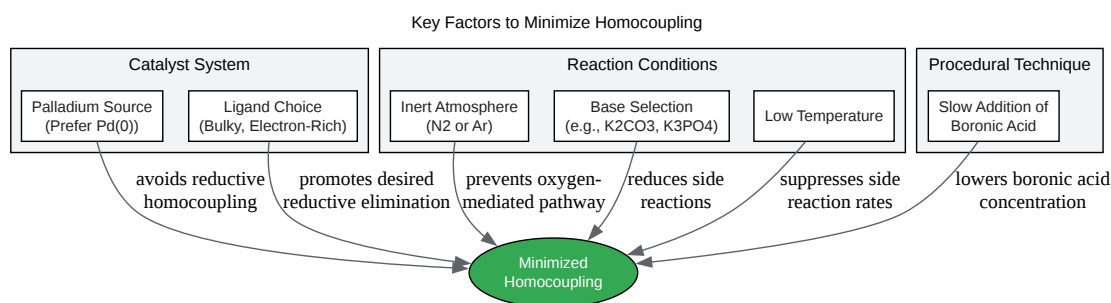 Key Factors to Minimize Homocoupling
Catalyst System
Reaction Conditions
Procedural Technique
Palladium Source
(Prefer Pd(0))
Ligand Choice
(Bulky, Electron-Rich)
Inert Atmosphere
(N2 or Ar)
Base Selection
(e.g., K2CO3, K3PO4)
Low Temperature
Slow Addition of
Boronic Acid
avoids reductive
homocoupling
promotes desired
reductive elimination
prevents oxygen-
mediated pathway
reduces side
reactions
suppresses side
reaction rates
lowers boronic acid
concentration
Minimized
Homocoupling